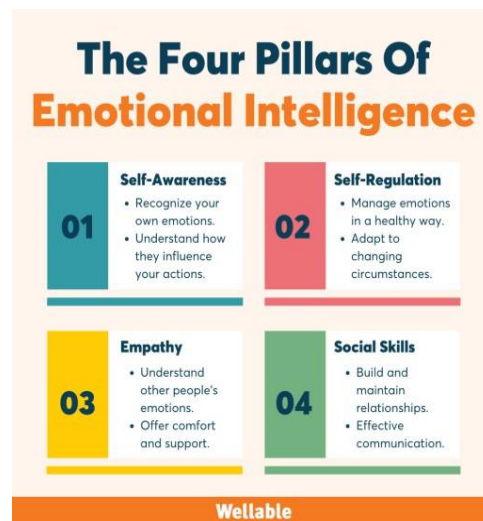 The Four Pillars Of
Emotional Intelligence
01
Self-Awareness
• Recognize your
own emotions.
• Understand how
they influence
your actions.
02
Self-Regulation
• Manage emotions
in a healthy way.
• Adapt to
changing
circumstances.
03
Empathy
• Understand
other people's
emotions.
• Offer comfort
and support.
04
Social Skills
• Build and
maintain
relationships.
• Effective
communication.
Wellable